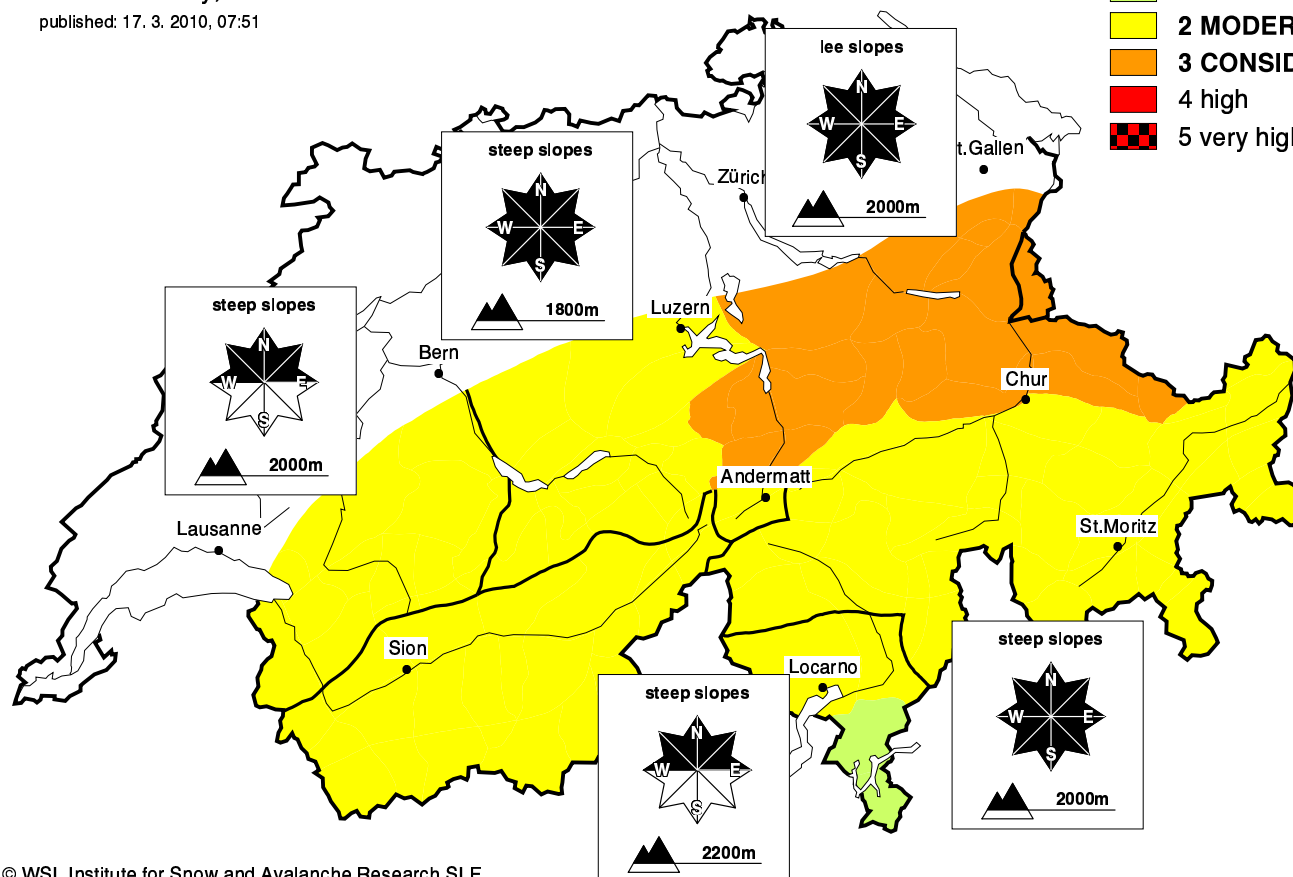 published: 17. 3. 2010, 07:51
2 MODER
3 CONSID
4 high
5 very high
lee slopes
N
W E
S
2000m
t.Gallen
Zürich
steep slopes
N
W E
S
1800m
steep slopes
N
W E
S
2000m
Luzern
Bern
Chur
Andermatt
Lausanne
St.Moritz
Sion
Locarno
steep slopes
N
W E
S
2200m
steep slopes
N
W E
S
2000m
© WSL Institute for Snow and Avalanche Research SLF